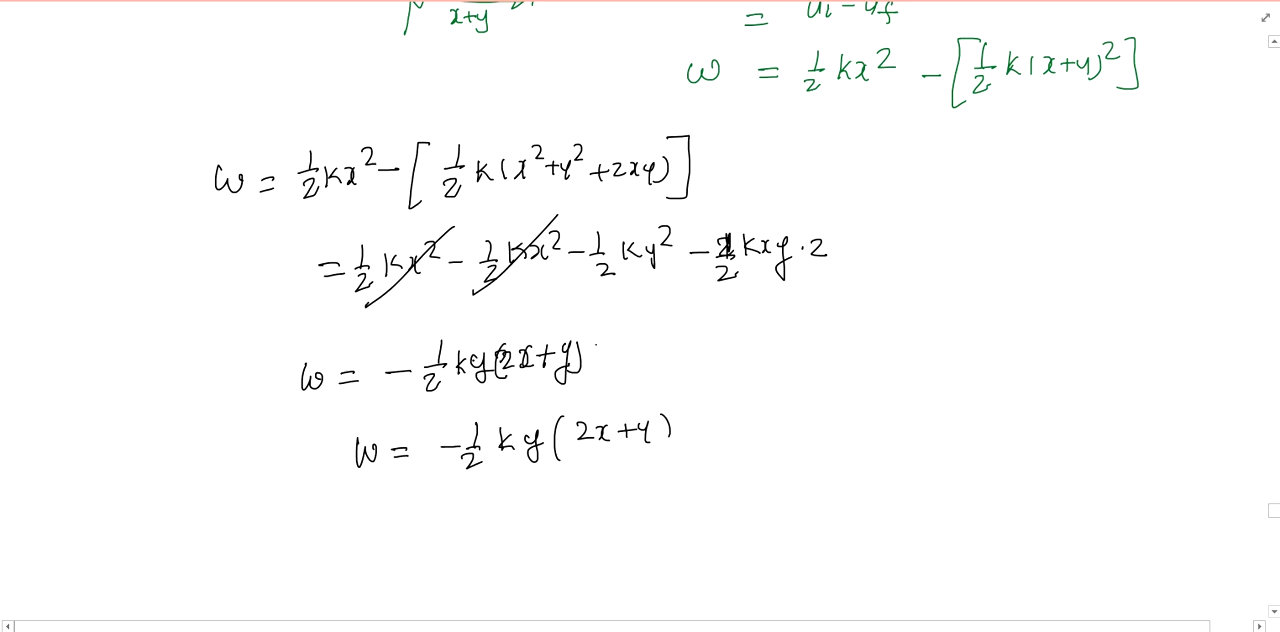 x+y
= Ui - Uf
W = 1/2 kx² - [1/2 k(x+y)²]
W = 1/2 kx² - [1/2 k(x²+y²+2xy)]
= 1/2 kx² - 1/2 kx² - 1/2 ky² - 1/2 kxy·2
W = - 1/2 ky(2x+y)
W = - 1/2 ky(2x+y)